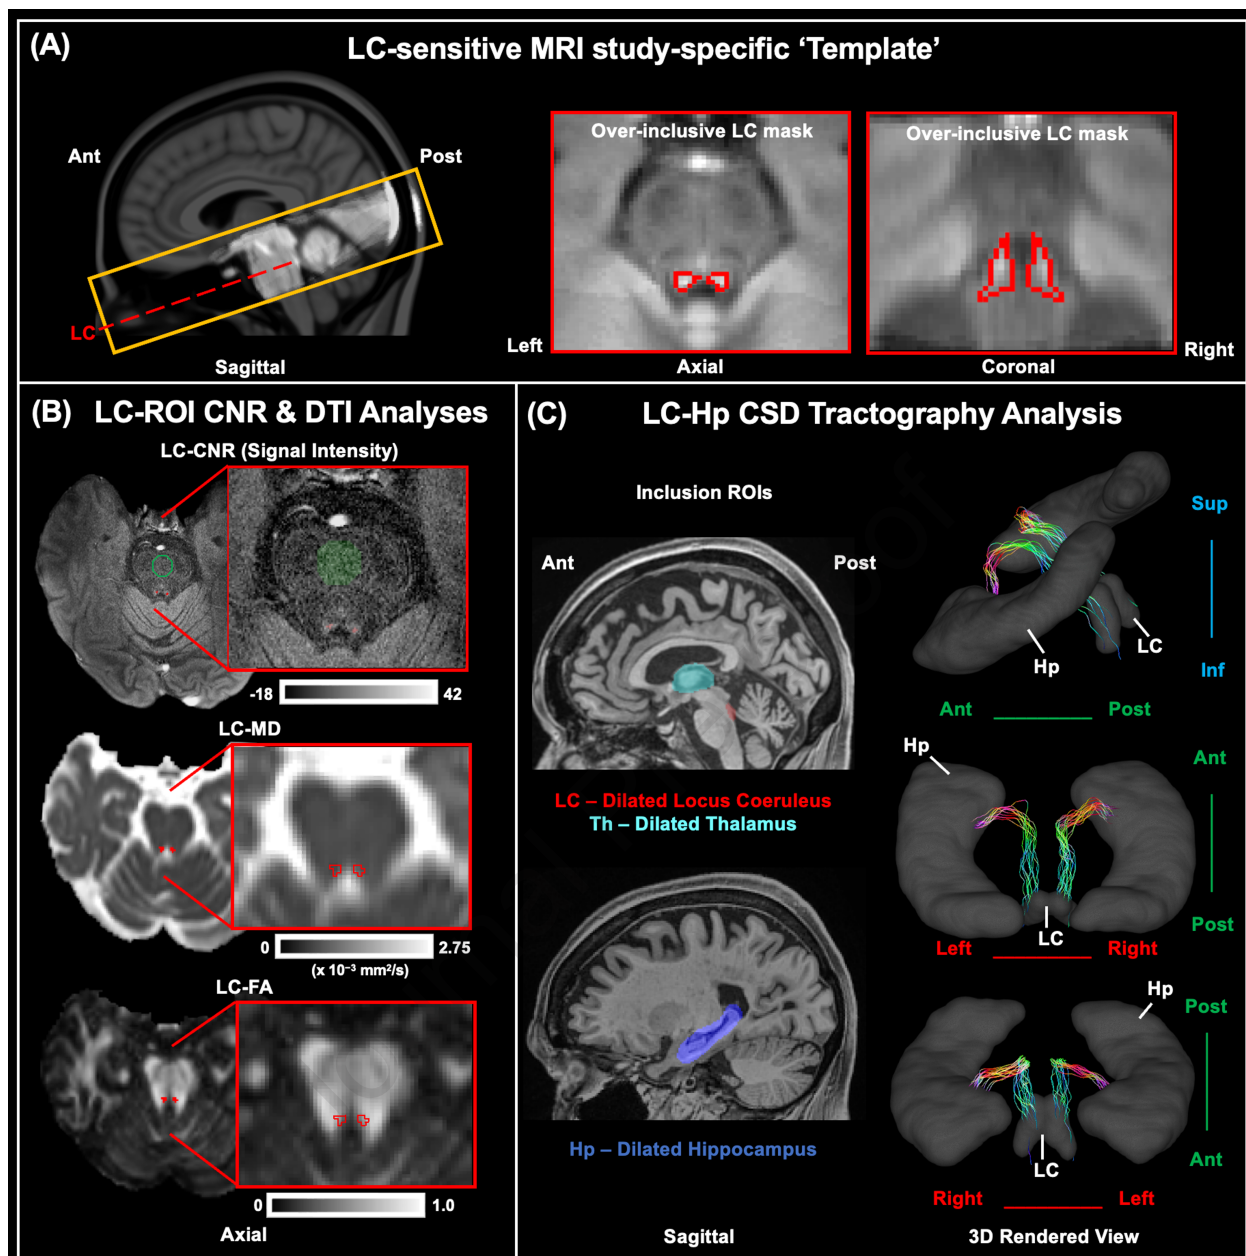 (A)
LC-sensitive MRI study-specific ‘Template’
Ant
Post
LC
Sagittal
Over-inclusive LC mask
Left
Axial
Over-inclusive LC mask
Coronal
Right
(B) LC-ROI CNR & DTI Analyses
LC-CNR (Signal Intensity)
-18
42
LC-MD
0
2.75
(x 10⁻³ mm²/s)
LC-FA
0
1.0
Axial
(C) LC-Hp CSD Tractography Analysis
Inclusion ROIs
Ant
Post
LC – Dilated Locus Coeruleus
Th – Dilated Thalamus
Hp – Dilated Hippocampus
Sagittal
Sup
Inf
Hp
LC
Ant
Post
Hp
Ant
Post
LC
Left
Right
Hp
Post
Ant
LC
Right
Left
3D Rendered View